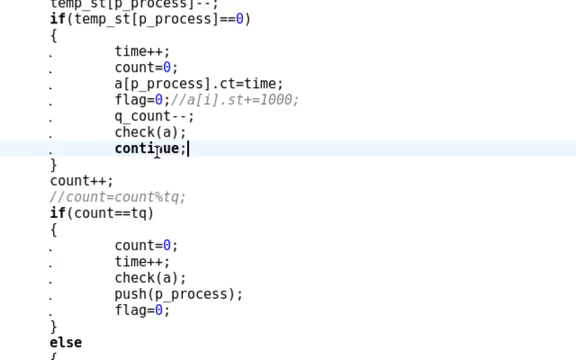 temp_st[p_process]--;
if(temp_st[p_process]==0)
{
time++;
count=0;
a[p_process].ct=time;
flag=0;//a[i].st+=1000;
q_count--;
check(a);
continue;
}
count++;
//count=count%tq;
if(count==tq)
{
count=0;
time++;
check(a);
push(p_process);
flag=0;
}
else
{